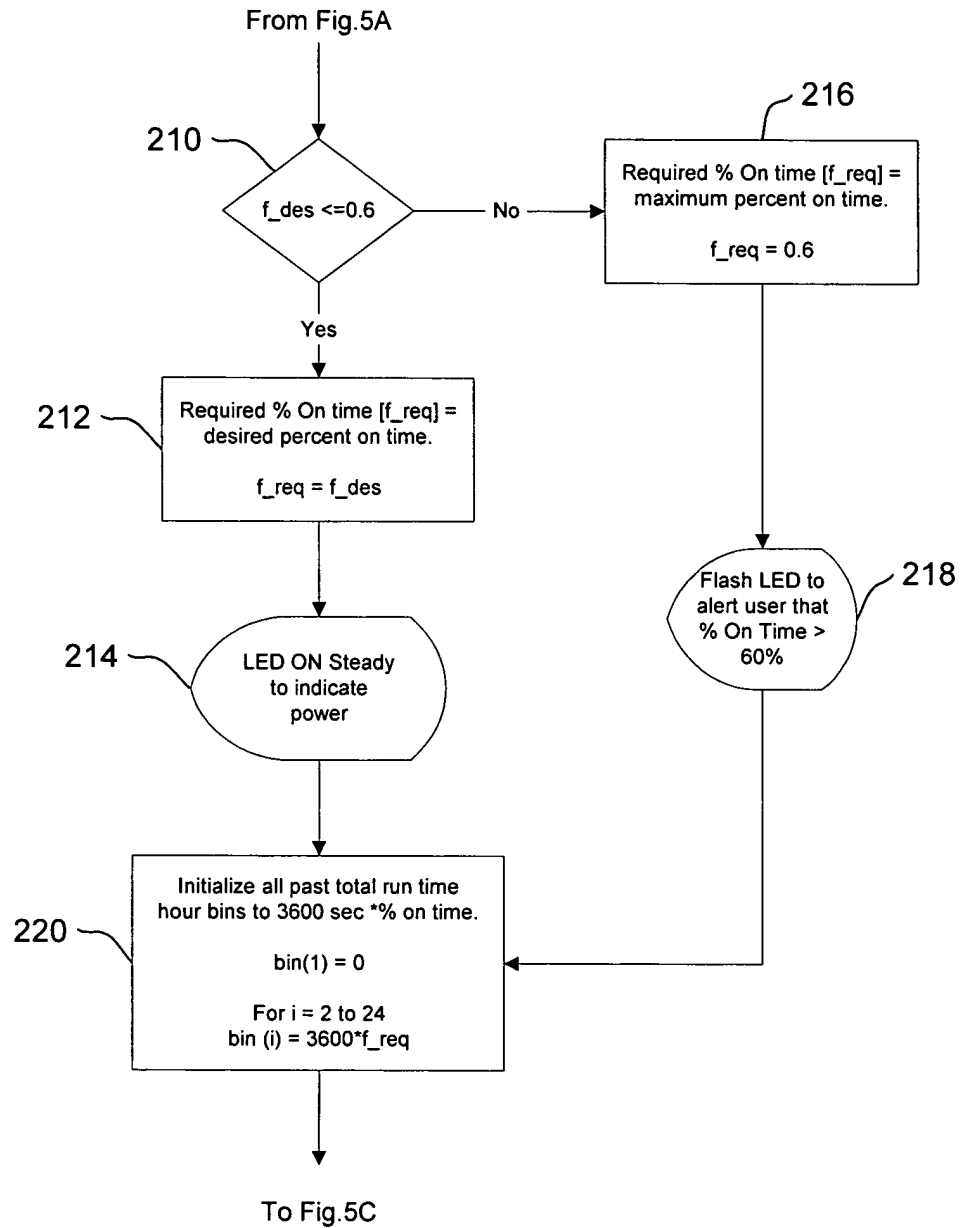 From Fig.5A
210
f_des <=0.6
No
216
Required % On time [f_req] =
maximum percent on time.
f_req = 0.6
Yes
212
Required % On time [f_req] =
desired percent on time.
f_req = f_des
218
Flash LED to
alert user that
% On Time >
60%
214
LED ON Steady
to indicate
power
220
Initialize all past total run time
hour bins to 3600 sec *% on time.
bin(1) = 0
For i = 2 to 24
bin (i) = 3600*f_req
To Fig.5C